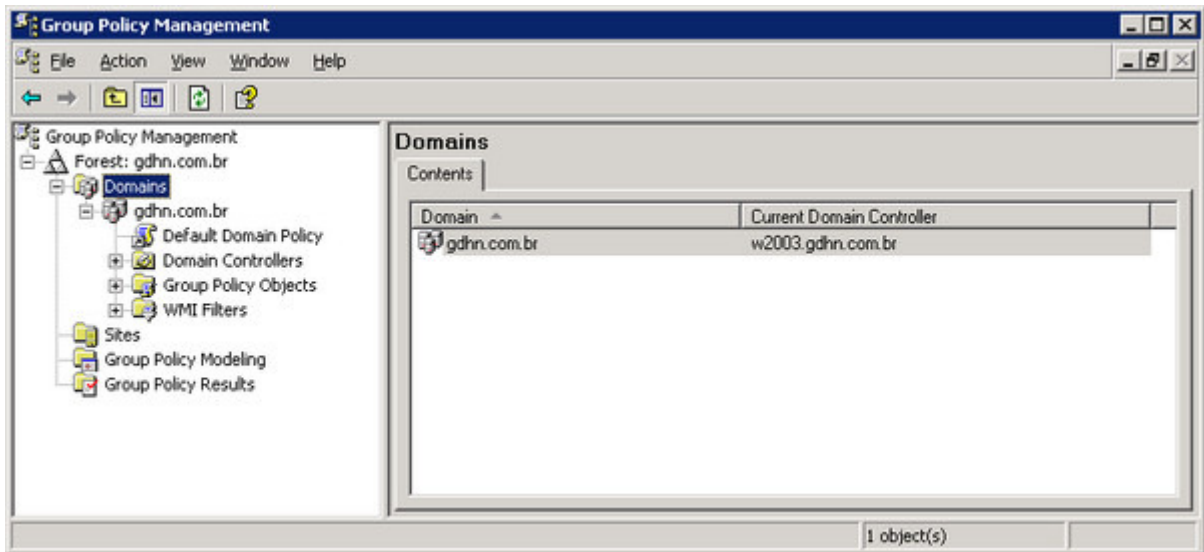 Group Policy Management
File Action View Window Help
Group Policy Management
Forest: gdhn.com.br
Domains
gdhn.com.br
Default Domain Policy
Domain Controllers
Group Policy Objects
WMI Filters
Sites
Group Policy Modeling
Group Policy Results
Domains
Contents
Domain Current Domain Controller
gdhn.com.br w2003.gdhn.com.br
1 object(s)